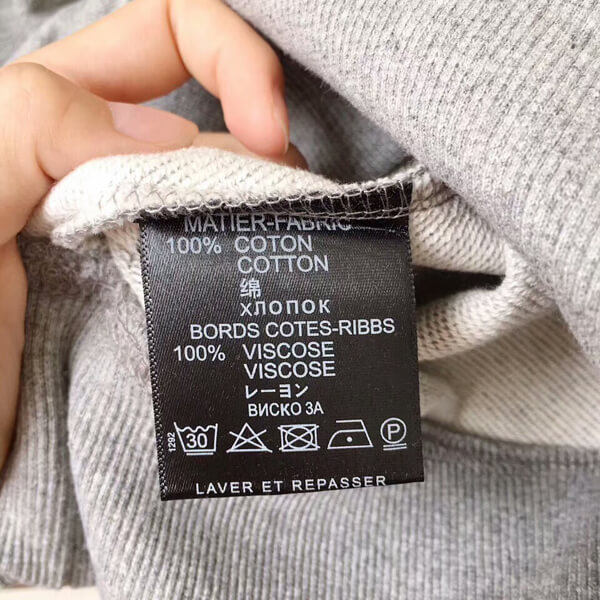 MATIER-FABRIC
100% COTON
COTTON
绵
хлопок
BORDS COTES-RIBBS
100% VISCOSE
VISCOSE
レーヨン
ВИСКО ЗА
1292 30 P
LAVER ET REPASSER